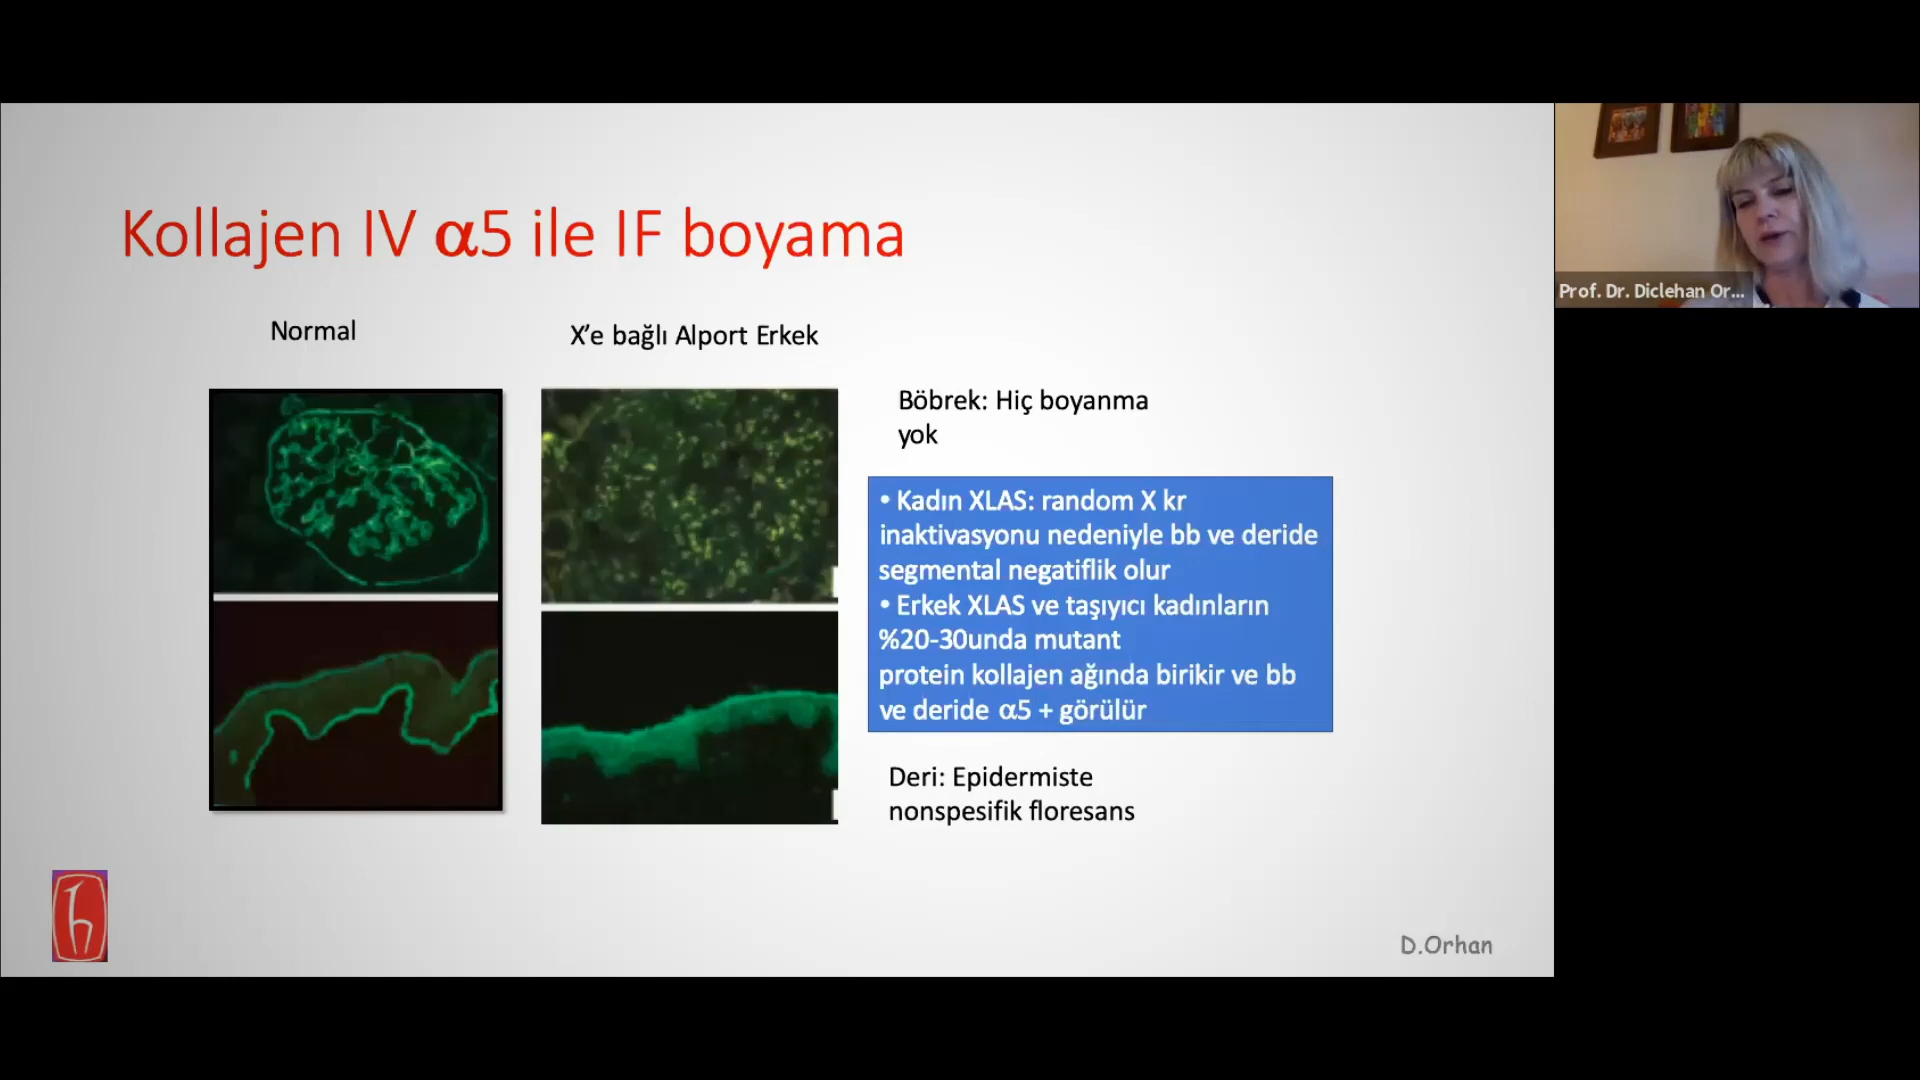 Kollajen IV α5 ile IF boyama
Normal
X’e bağlı Alport Erkek
Böbrek: Hiç boyanma
yok
• Kadın XLAS: random X kr
inaktivasyonu nedeniyle bb ve deride
segmental negatiflik olur
• Erkek XLAS ve taşıyıcı kadınların
%20-30unda mutant
protein kollajen ağında birikir ve bb
ve deride α5 + görülür
Deri: Epidermiste
nonspesifik floresans
D.Orhan
Prof. Dr. Diclehan Or...